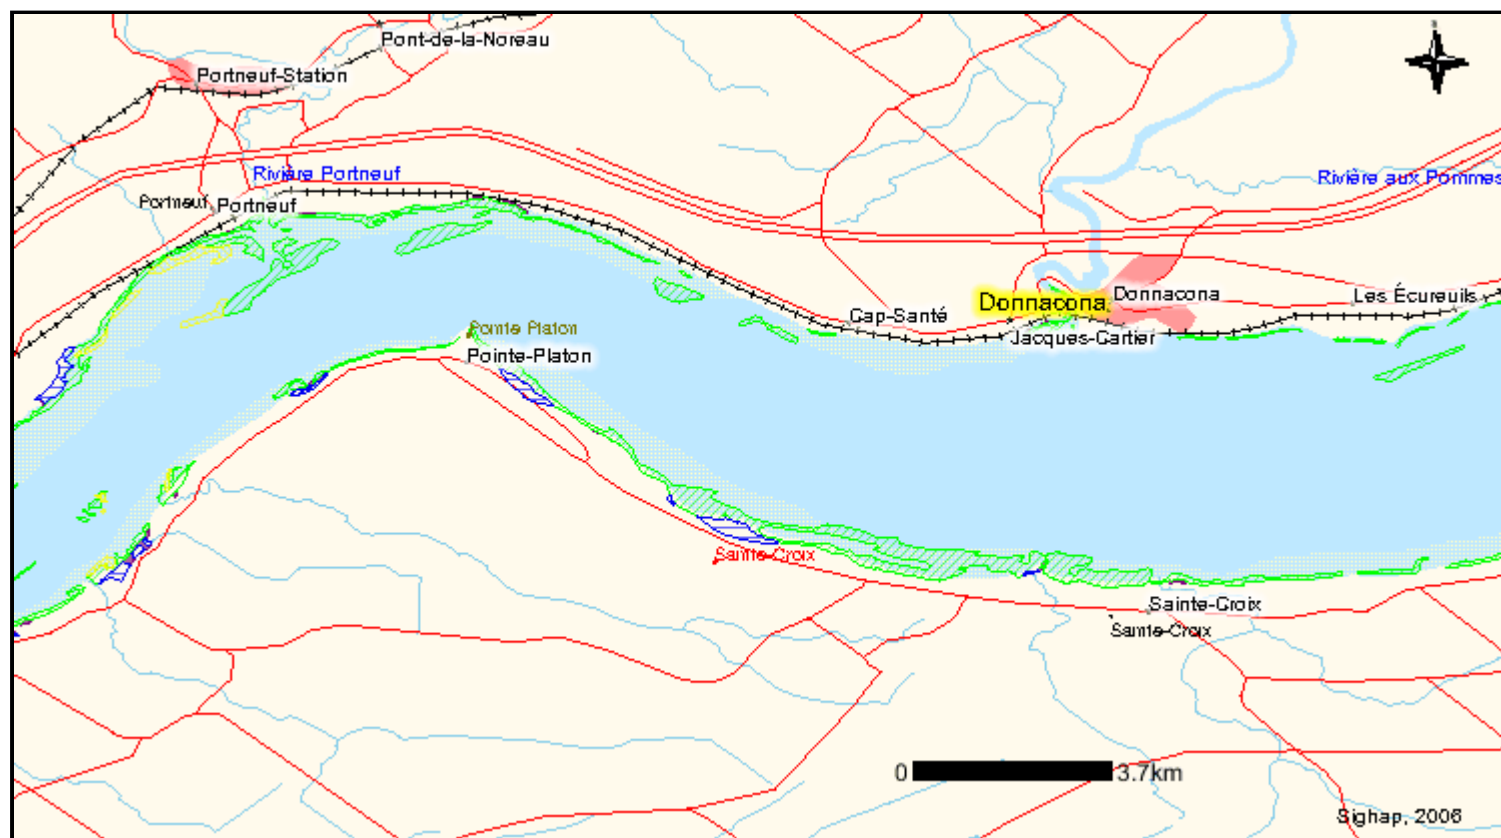 Pont-de-la-Noreau
Portneuf-Station
Rivière Portneuf
Rivière aux Pommes
Portneuf
Portneuf
Donnacona
Donnacona
Les Écureuils
Cap-Santé
Jacques-Cartier
Pointe Platon
Pointe-Platon
Sainte-Croix
Sainte-Croix
Sainte-Croix
0 3.7km
Sighap, 2006